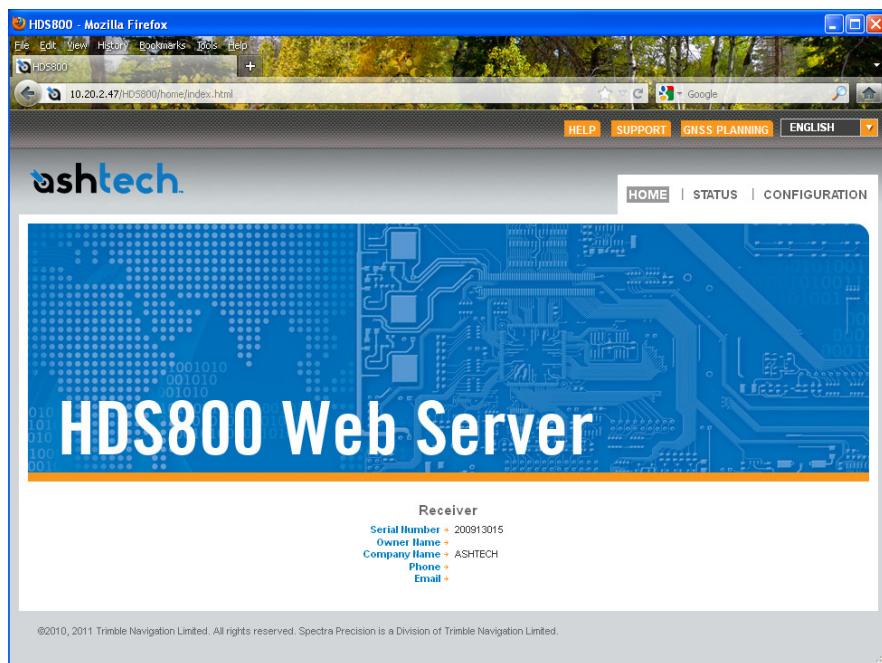 HDS800 - Mozilla Firefox
File Edit View History Bookmarks Tools Help
HDS800 +
10.20.2.47/HDS800/home/index.html Google
HELP SUPPORT GNSS PLANNING ENGLISH
ashtech
HOME | STATUS | CONFIGURATION
HDS800 Web Server
Receiver
Serial Number 200913015
Owner Name
Company Name ASHTECH
Phone
Email
©2010, 2011 Trimble Navigation Limited. All rights reserved. Spectra Precision is a Division of Trimble Navigation Limited.